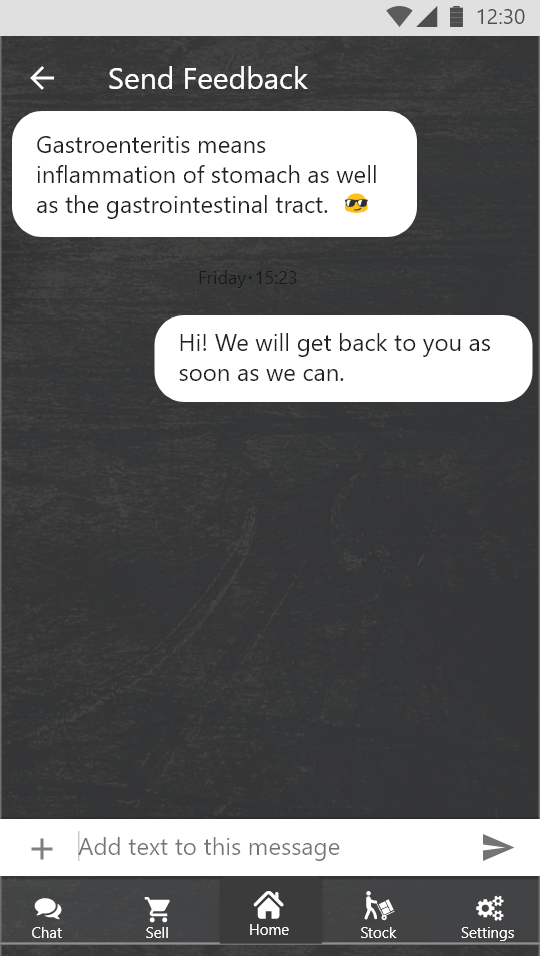 12:30
Send Feedback
Gastroenteritis means
inflammation of stomach as well
as the gastrointestinal tract. 😎
Friday·15:23
Hi! We will get back to you as
soon as we can.
Add text to this message
Chat
Sell
Home
Stock
Settings